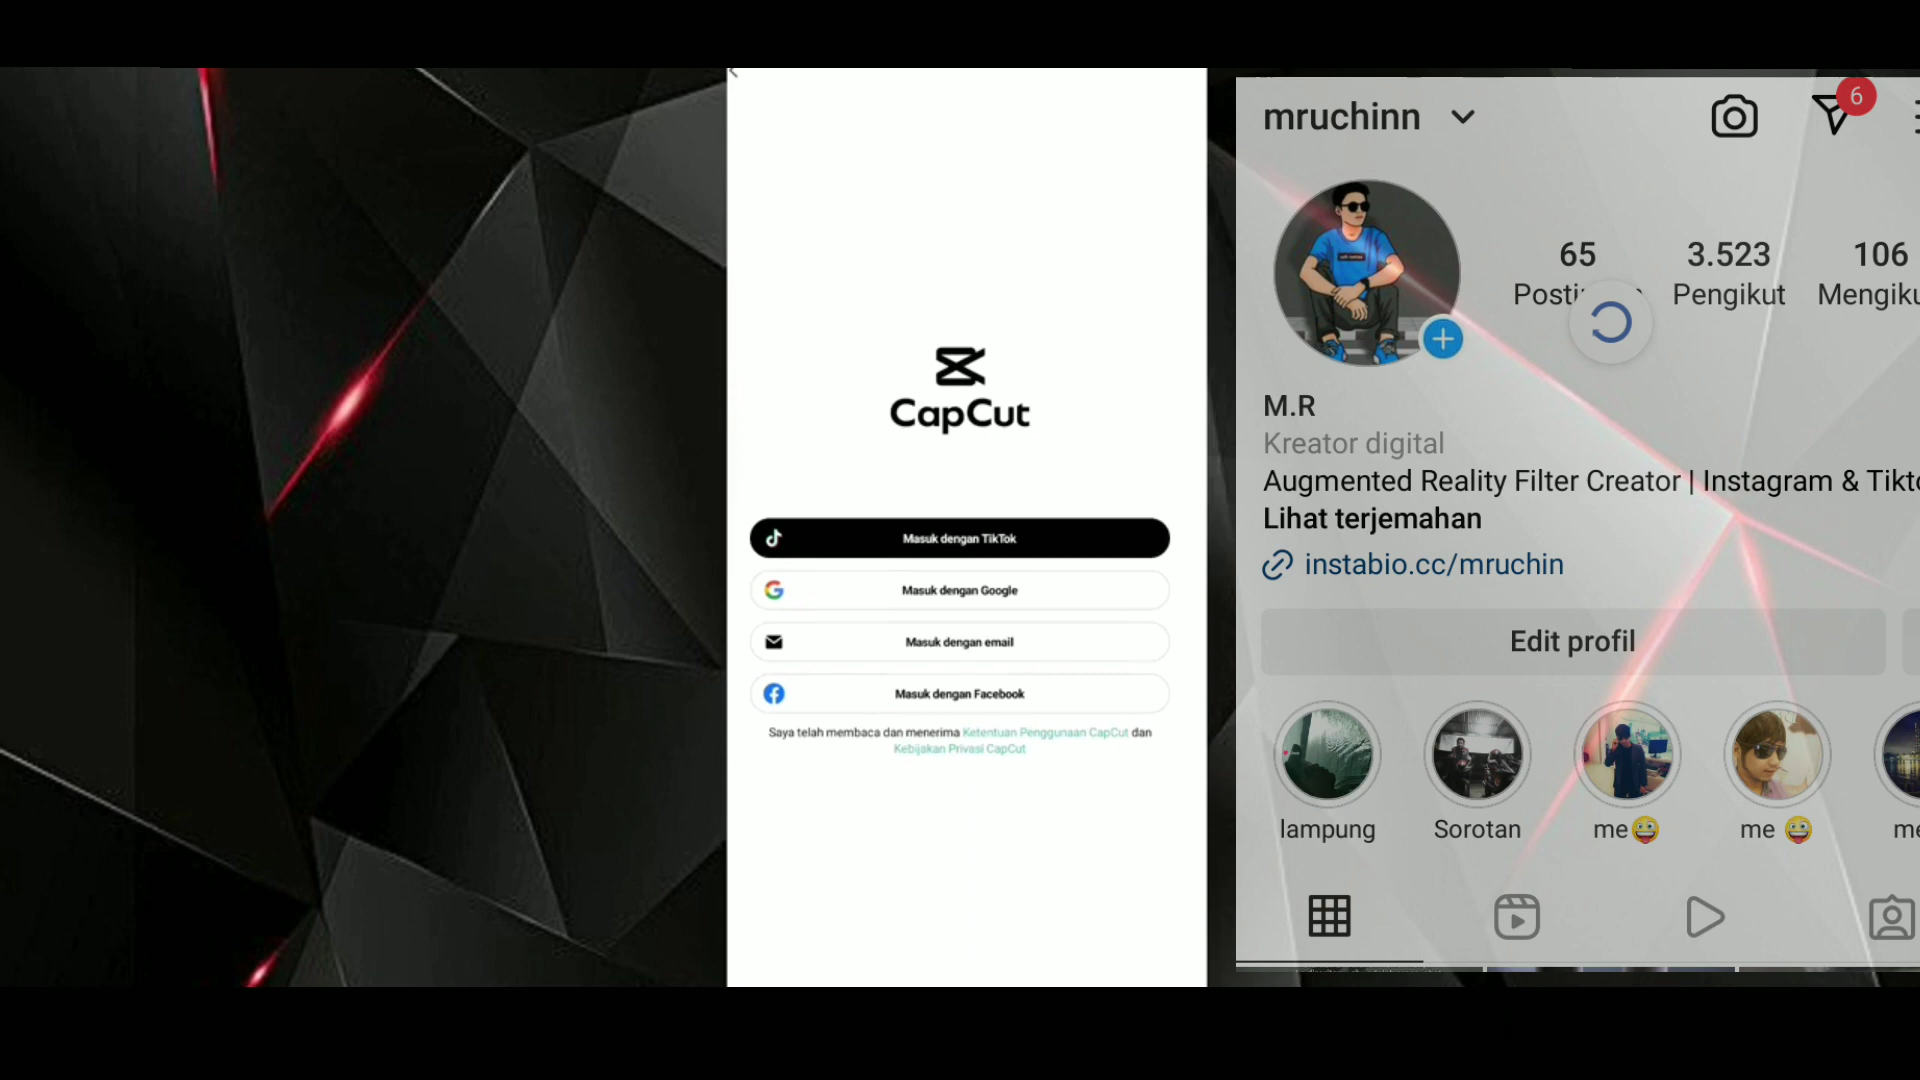 CapCut
Masuk dengan TikTok
Masuk dengan Google
Masuk dengan email
Masuk dengan Facebook
Saya telah membaca dan menerima Ketentuan Penggunaan CapCut dan
Kebijakan Privasi CapCut
mruchinn
6
65 3.523 106
Pengikut
M.R
Kreator digital
Augmented Reality Filter Creator | Instagram &
Lihat terjemahan
instabio.cc/mruchin
Edit profil
lampung Sorotan me😝 me 😝